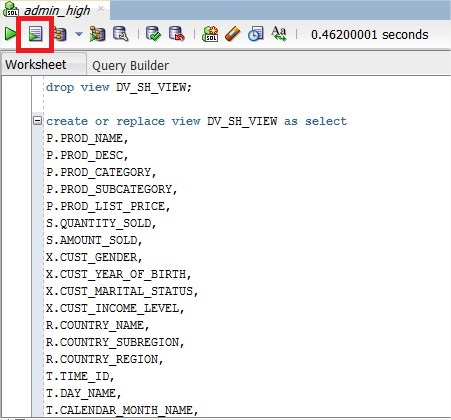 admin_high
0.46200001 seconds
Worksheet Query Builder
drop view DV_SH_VIEW;
create or replace view DV_SH_VIEW as select
P.PROD_NAME,
P.PROD_DESC,
P.PROD_CATEGORY,
P.PROD_SUBCATEGORY,
P.PROD_LIST_PRICE,
S.QUANTITY_SOLD,
S.AMOUNT_SOLD,
X.CUST_GENDER,
X.CUST_YEAR_OF_BIRTH,
X.CUST_MARITAL_STATUS,
X.CUST_INCOME_LEVEL,
R.COUNTRY_NAME,
R.COUNTRY_SUBREGION,
R.COUNTRY_REGION,
T.TIME_ID,
T.DAY_NAME,
T.CALENDAR_MONTH_NAME,